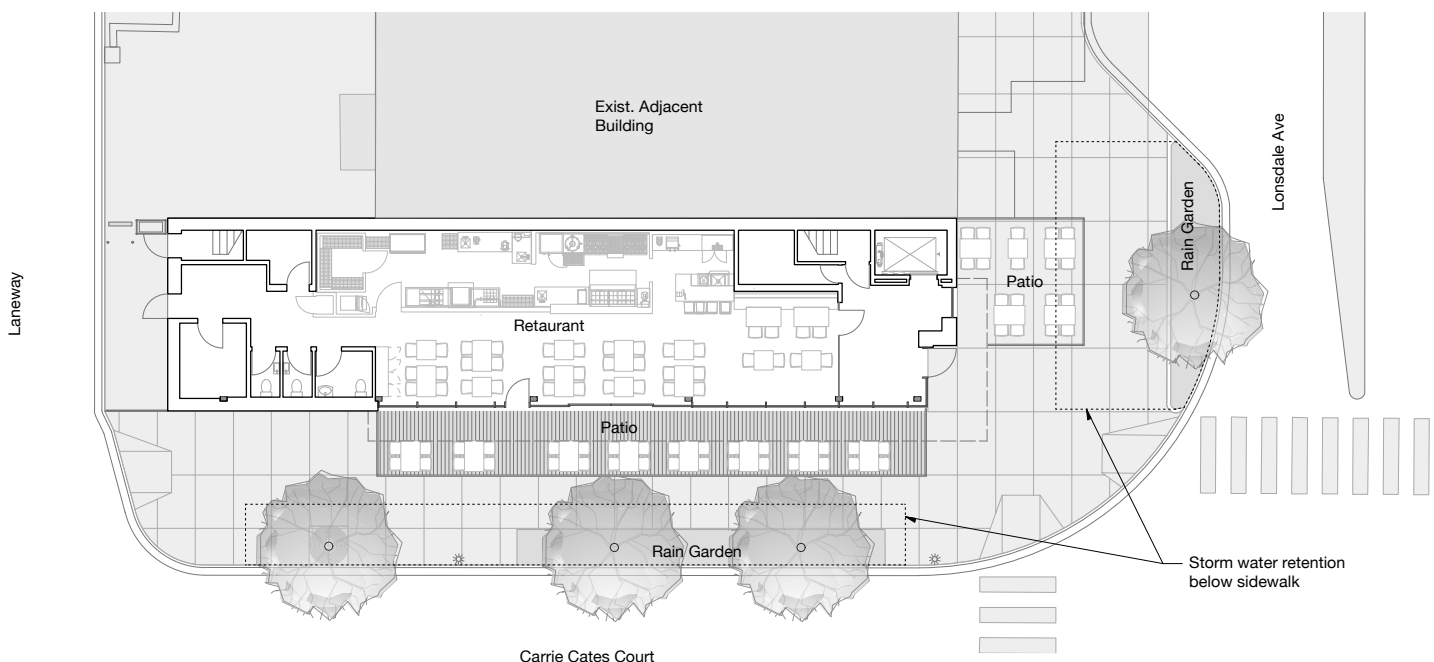 Exist. Adjacent
Building
Lonsdale Ave
Rain Garden
Patio
Laneway
Retaurant
Patio
Rain Garden
Storm water retention
below sidewalk
Carrie Cates Court